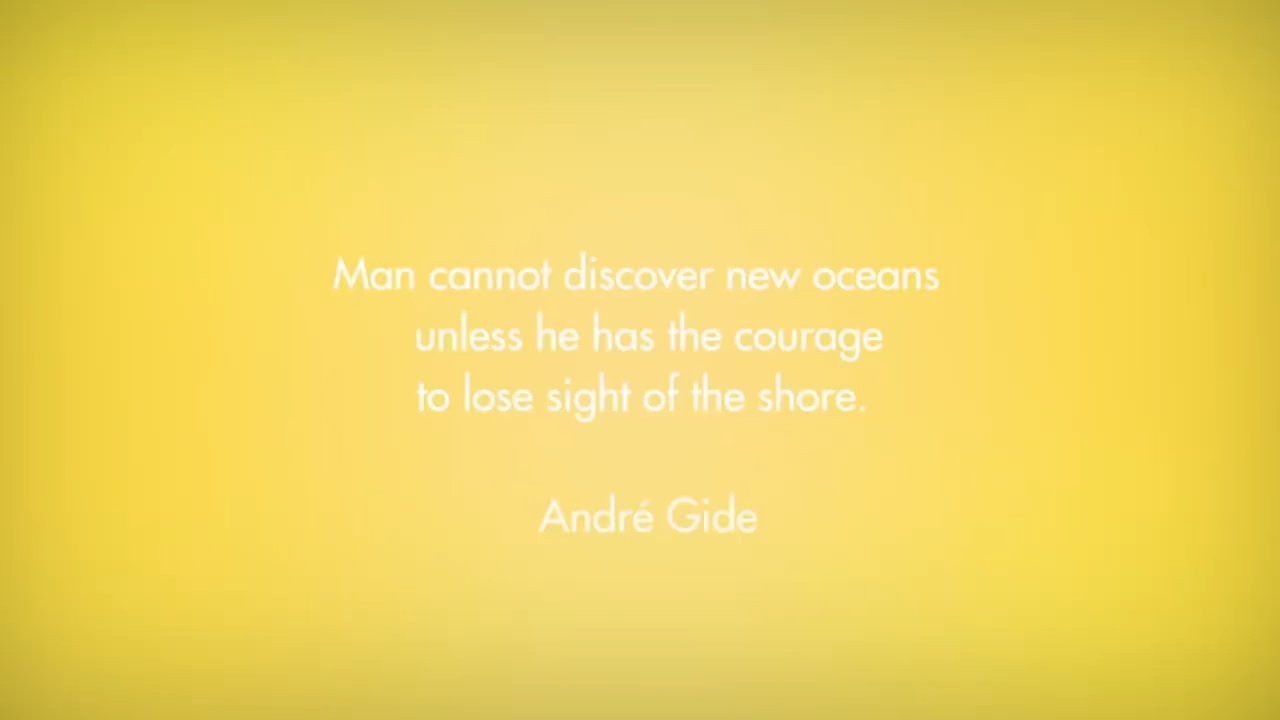 Man cannot discover new oceans
unless he has the courage
to lose sight of the shore.
André Gide